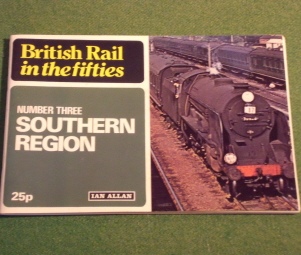 British Rail
in the fifties
NUMBER THREE
SOUTHERN
REGION
25p
IAN ALLAN